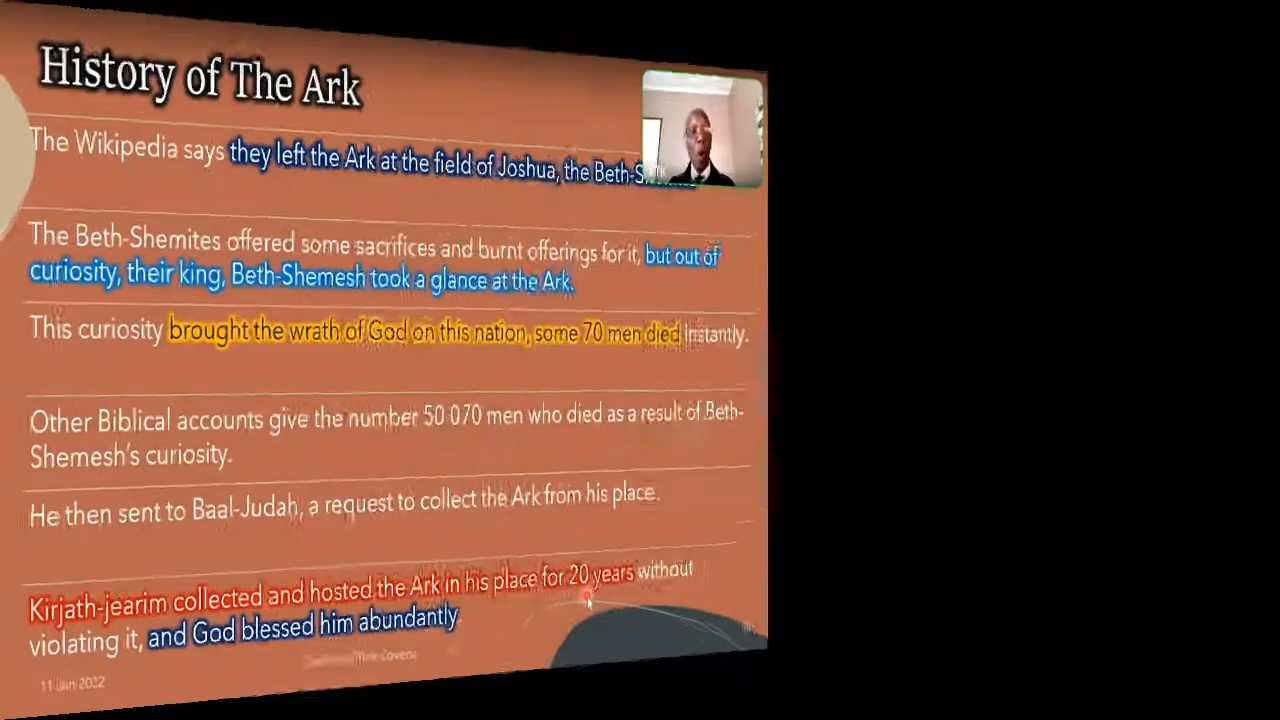 History of The Ark
The Wikipedia says they left the Ark at the field of Joshua, the Beth-
The Beth-Shemites offered some sacrifices and burnt offerings for it, but out of
curiosity, their king, Beth-Shemesh took a glance at the Ark.
This curiosity brought the wrath of God on this nation, some 70 men died instantly.
Other Biblical accounts give the number 50 070 men who died as a result of Beth-
Shemesh's curiosity.
He then sent to Baal-Judah, a request to collect the Ark from his place.
Kirjath-jearim collected and hosted the Ark in his place for 20 years without
violating it, and God blessed him abundantly.
11 Jun 2022